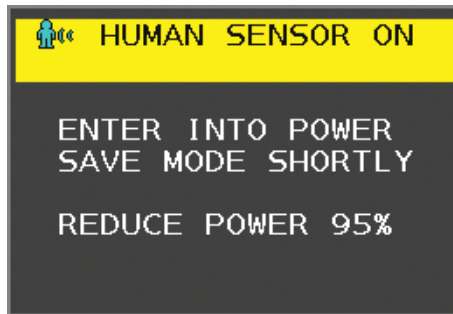 HUMAN SENSOR ON
ENTER INTO POWER
SAVE MODE SHORTLY
REDUCE POWER 95%